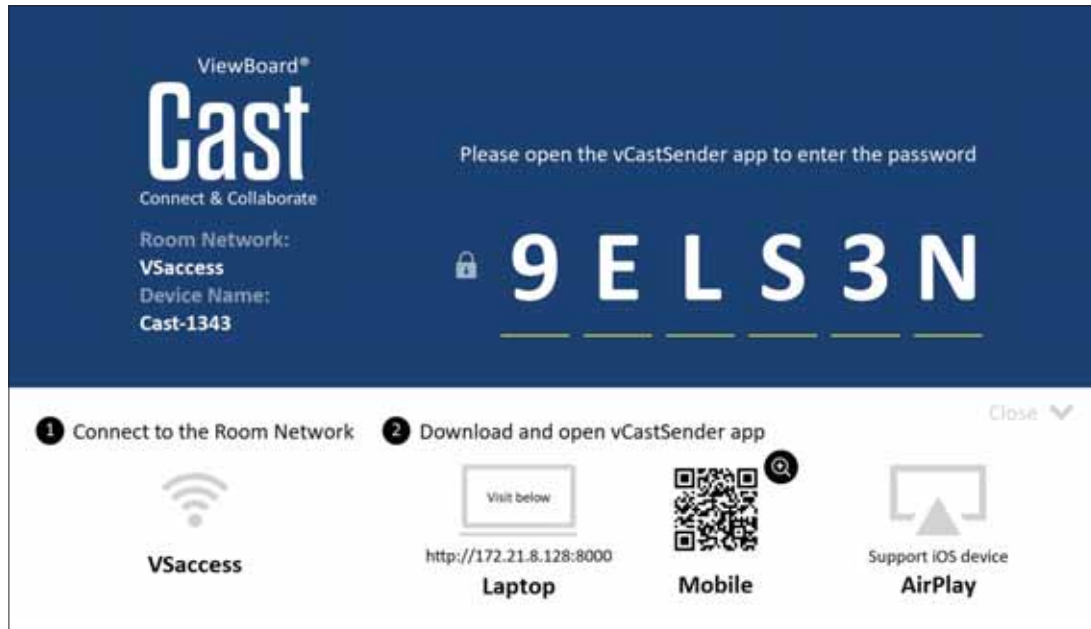 ViewBoard®
Cast
Connect & Collaborate
Room Network:
VSaccess
Device Name:
Cast-1343
Please open the vCastSender app to enter the password
9 E L S 3 N
Close
1 Connect to the Room Network
VSaccess
2 Download and open vCastSender app
Visit below
http://172.21.8.128:8000
Laptop
Mobile
Support iOS device
AirPlay